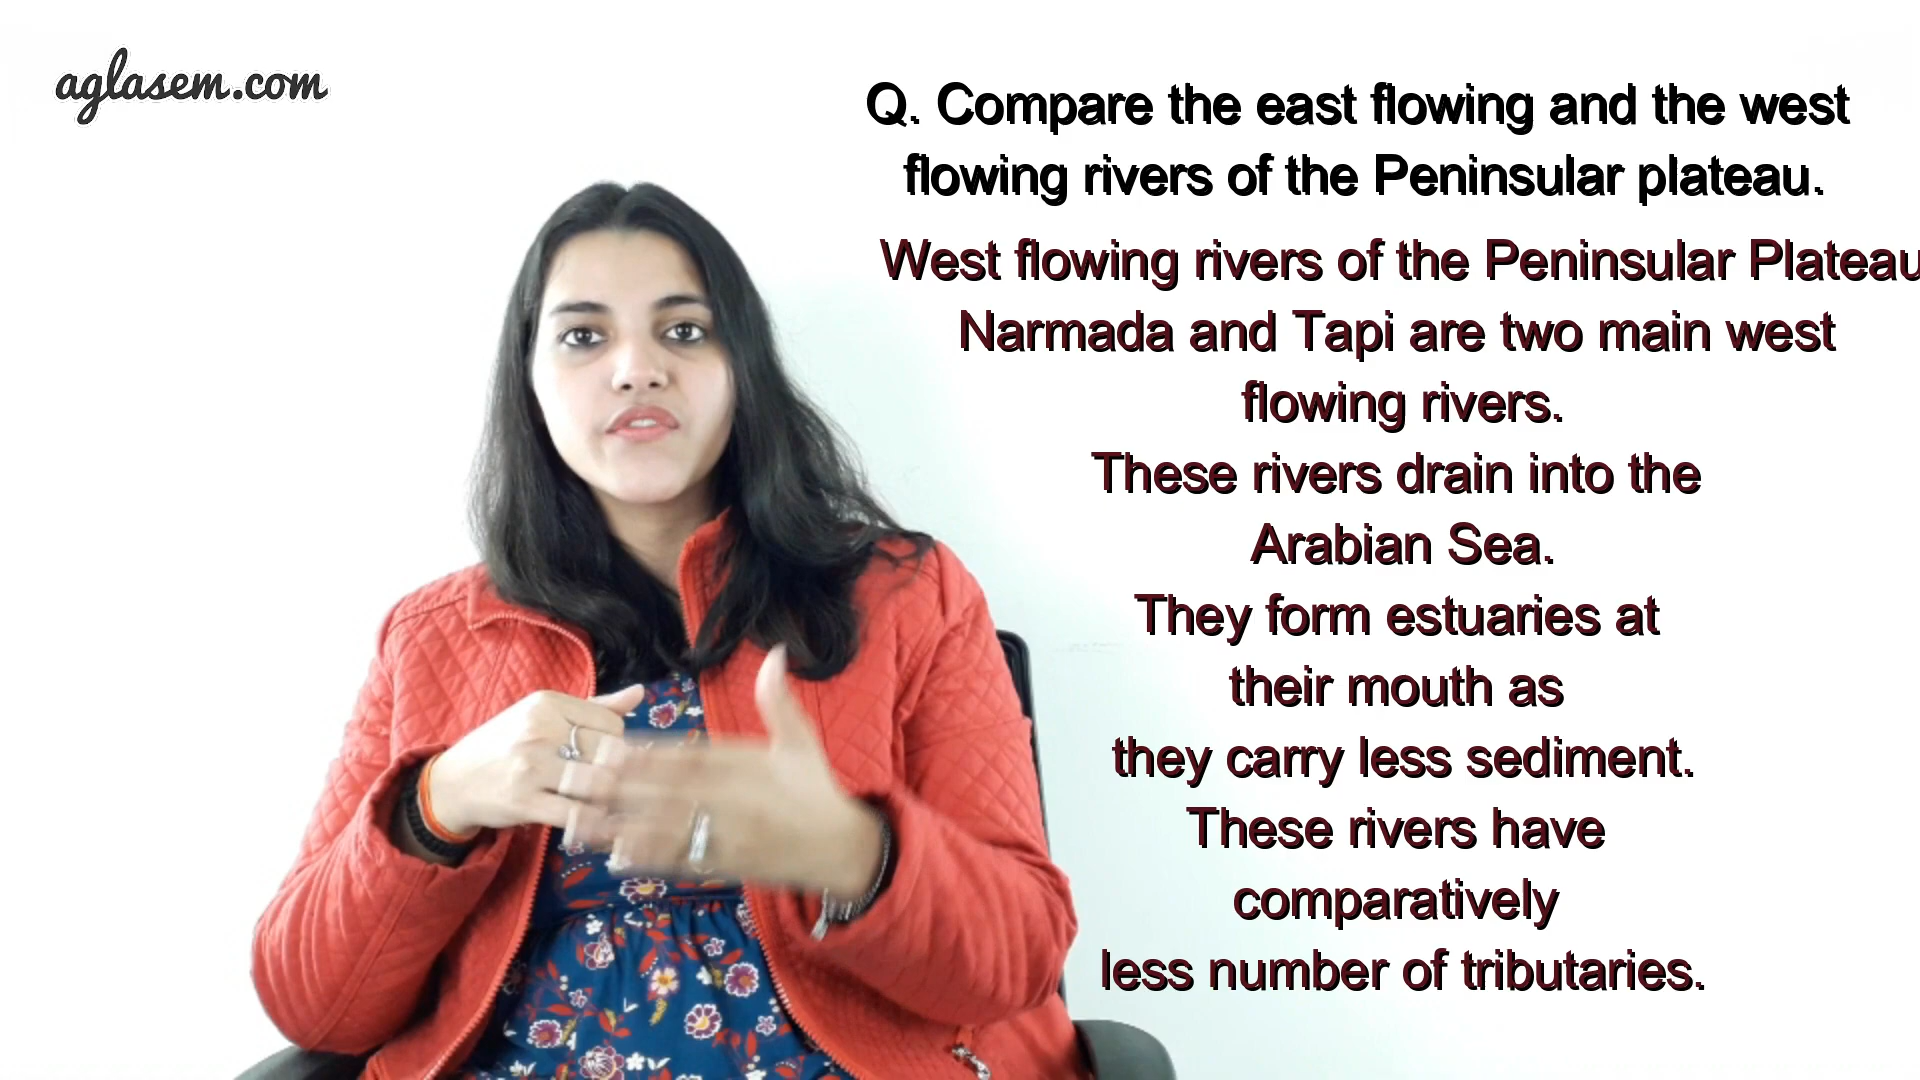 aglasem.com
Q. Compare the east flowing and the west
flowing rivers of the Peninsular plateau.
West flowing rivers of the Peninsular Plateau
Narmada and Tapi are two main west
flowing rivers.
These rivers drain into the
Arabian Sea.
They form estuaries at
their mouth as
they carry less sediment.
These rivers have
comparatively
less number of tributaries.